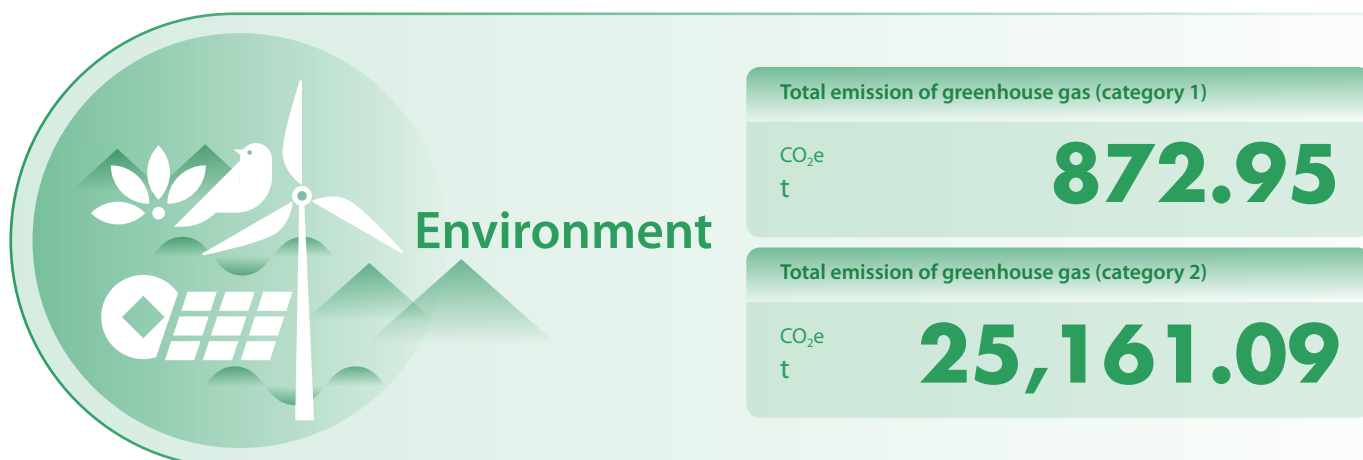 Environment
Total emission of greenhouse gas (category 1)
CO₂e
t
872.95
Total emission of greenhouse gas (category 2)
CO₂e
t
25,161.09